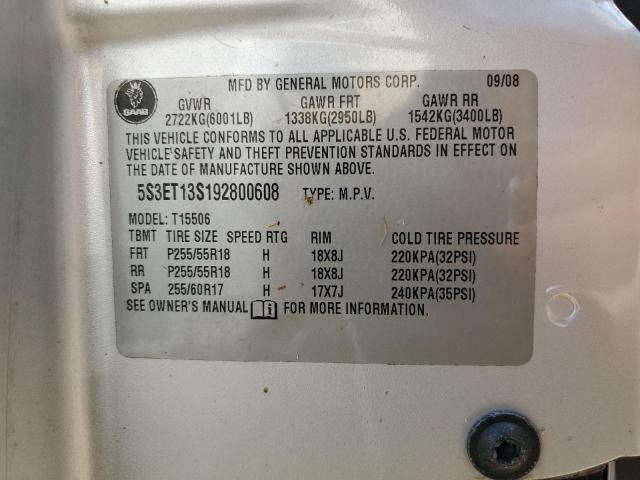 MFD BY GENERAL MOTORS CORP. 09/08
SAAB
GVWR GAWR FRT GAWR RR
2722KG(6001LB) 1338KG(2950LB) 1542KG(3400LB)
THIS VEHICLE CONFORMS TO ALL APPLICABLE U.S. FEDERAL MOTOR
VEHICLE SAFETY AND THEFT PREVENTION STANDARDS IN EFFECT ON
THE DATE OF MANUFACTURE SHOWN ABOVE.
5S3ET13S192800608 TYPE: M.P.V.
MODEL: T15506
TBMT TIRE SIZE SPEED RTG RIM COLD TIRE PRESSURE
FRT P255/55R18 H 18X8J 220KPA(32PSI)
RR P255/55R18 H 18X8J 220KPA(32PSI)
SPA 255/60R17 H 17X7J 240KPA(35PSI)
SEE OWNER'S MANUAL i FOR MORE INFORMATION.